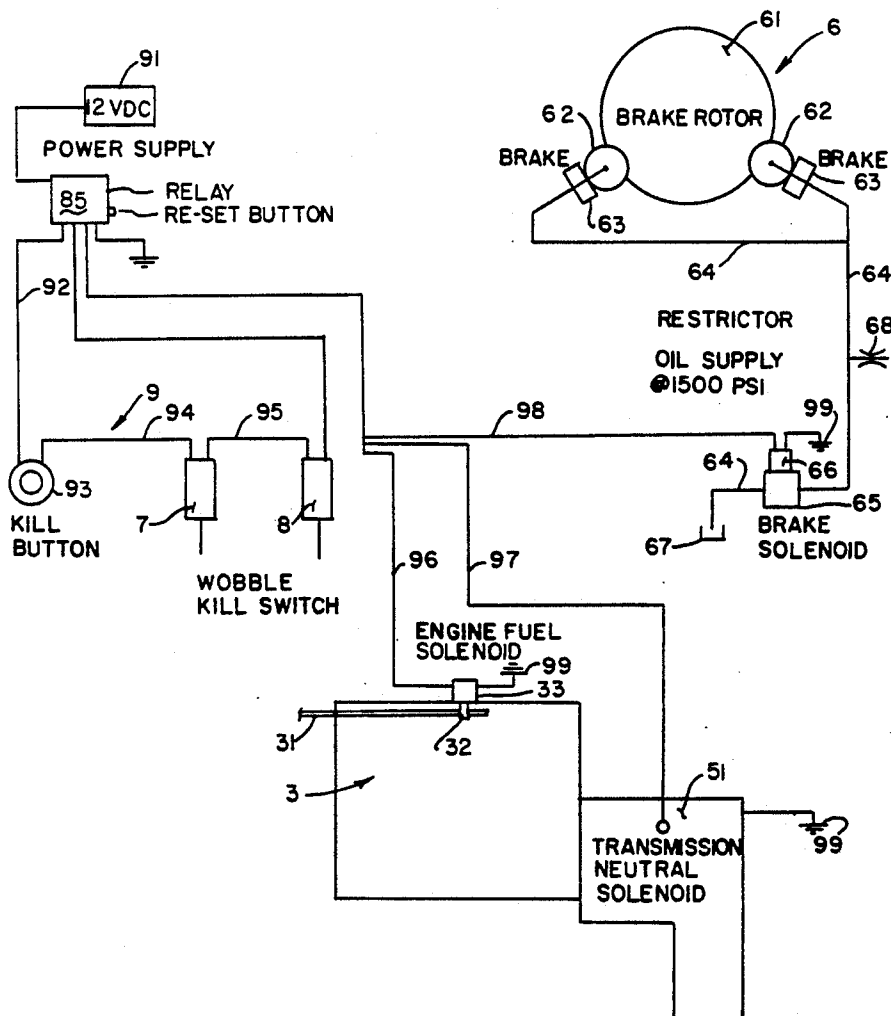 91
12 VDC
POWER SUPPLY
85
RELAY
RE-SET BUTTON
92
9
94
95
93
KILL
BUTTON
7
8
WOBBLE
KILL SWITCH
61
6
62
BRAKE ROTOR
62
BRAKE
BRAKE
63
63
64
64
RESTRICTOR
68
OIL SUPPLY
@1500 PSI
98
99
66
64
65
67
BRAKE
SOLENOID
96
97
ENGINE FUEL
SOLENOID
99
33
31
32
3
51
TRANSMISSION
NEUTRAL
SOLENOID
99